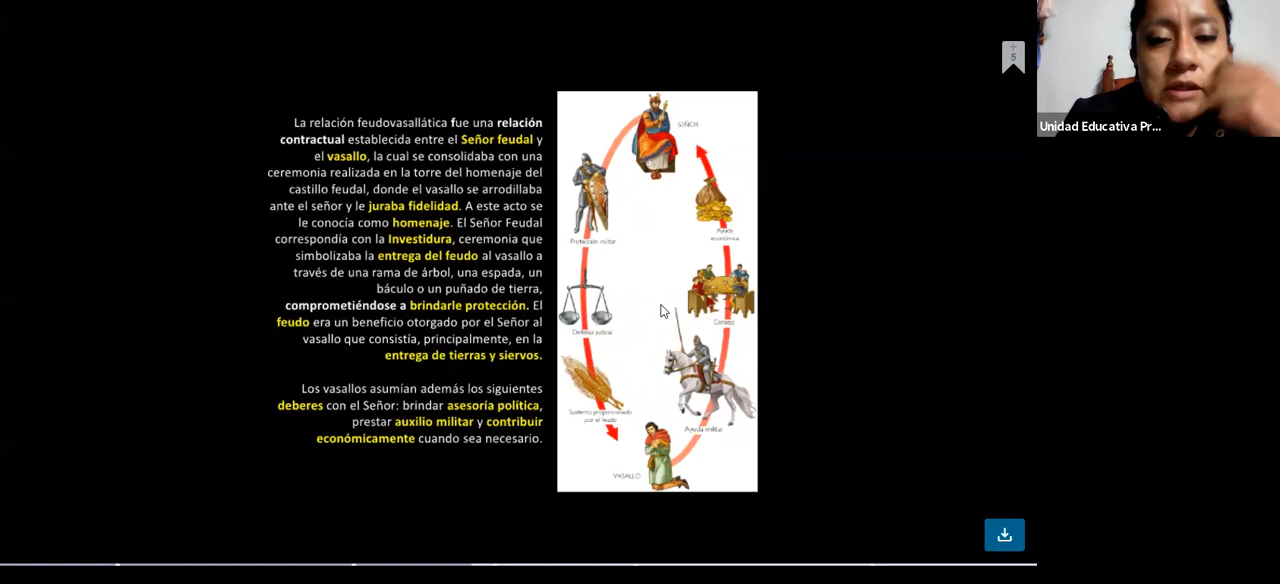 La relación feudovasallática fue una relación
contractual establecida entre el Señor feudal y
el vasallo, la cual se consolidaba con una
ceremonia realizada en la torre del homenaje del
castillo feudal, donde el vasallo se arrodillaba
ante el señor y le juraba fidelidad. A este acto se
le conocía como homenaje. El Señor Feudal
correspondía con la Investidura, ceremonia que
simbolizaba la entrega del feudo al vasallo a
través de una rama de árbol, una espada, un
báculo o un puñado de tierra,
comprometiéndose a brindarle protección. El
feudo era un beneficio otorgado por el Señor al
vasallo que consistía, principalmente, en la
entrega de tierras y siervos.
Los vasallos asumían además los siguientes
deberes con el Señor: brindar asesoría política,
prestar auxilio militar y contribuir
económicamente cuando sea necesario.
SEÑOR
Protección militar
Ayuda
económica
Defensa judicial
Consejo
Sustento proporcionado
por el feudo
Ayuda militar
VASALLO
+
5
Unidad Educativa Pr...